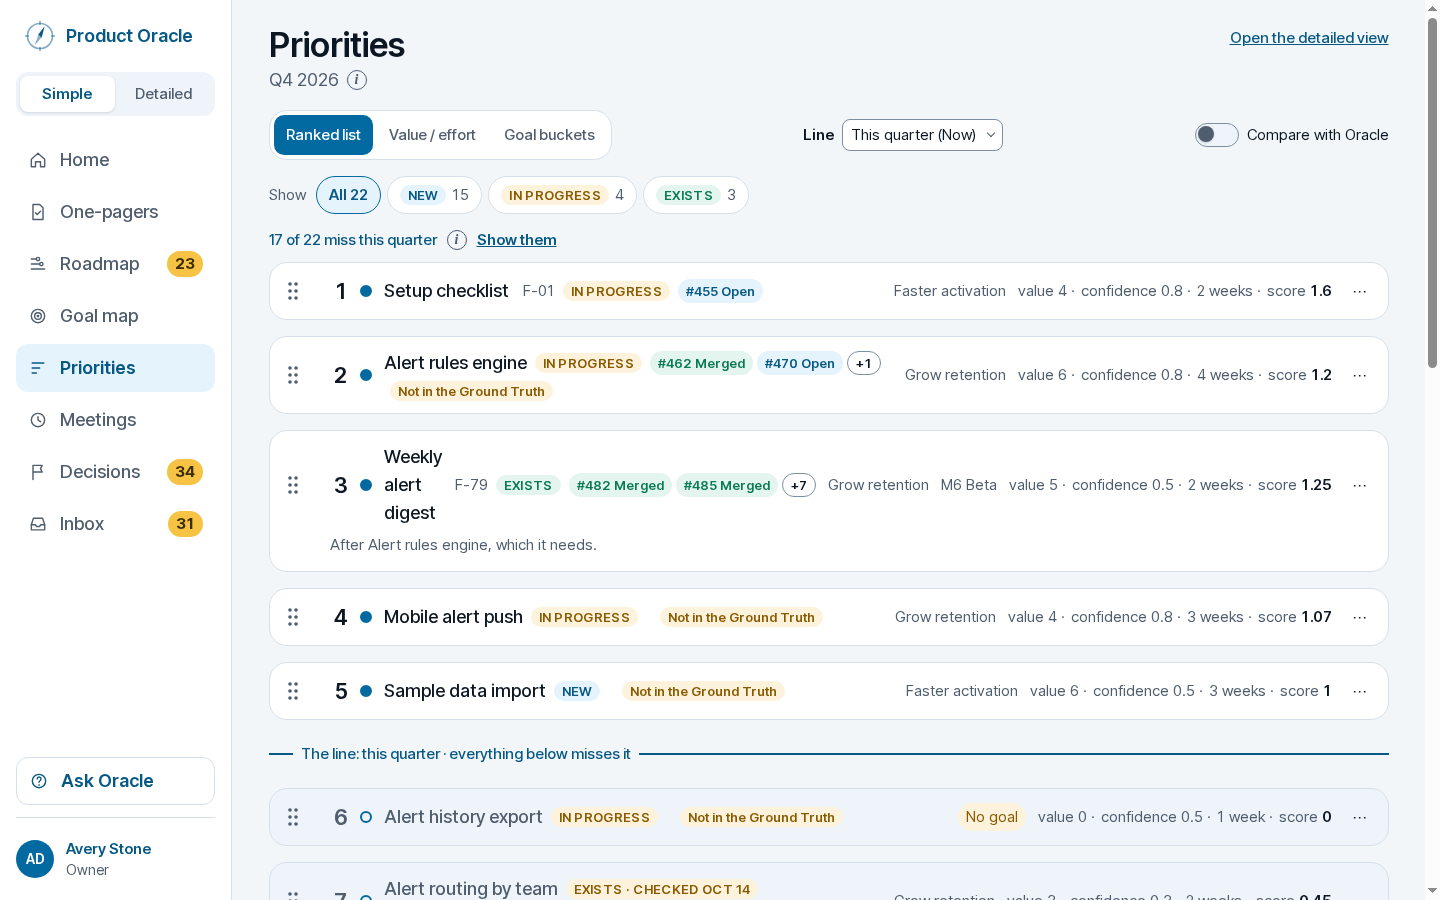 Product Oracle
Simple
Detailed
Home
One-pagers
Roadmap 23
Goal map
Priorities
Meetings
Decisions 34
Inbox 31
Ask Oracle
AD
Avery Stone
Owner
Priorities
Open the detailed view
Q4 2026 i
Ranked list
Value / effort
Goal buckets
Line This quarter (Now)
Compare with Oracle
Show All 22 NEW 15 IN PROGRESS 4 EXISTS 3
17 of 22 miss this quarter i Show them
1 Setup checklist F-01 IN PROGRESS #455 Open Faster activation value 4 · confidence 0.8 · 2 weeks · score 1.6 ...
2 Alert rules engine IN PROGRESS #462 Merged #470 Open +1
Not in the Ground Truth
Grow retention value 6 · confidence 0.8 · 4 weeks · score 1.2 ...
3 Weekly
alert
digest
F-79 EXISTS #482 Merged #485 Merged +7 Grow retention M6 Beta value 5 · confidence 0.5 · 2 weeks · score 1.25 ...
After Alert rules engine, which it needs.
4 Mobile alert push IN PROGRESS Not in the Ground Truth Grow retention value 4 · confidence 0.8 · 3 weeks · score 1.07 ...
5 Sample data import NEW Not in the Ground Truth Faster activation value 6 · confidence 0.5 · 3 weeks · score 1 ...
The line: this quarter · everything below misses it
6 Alert history export IN PROGRESS Not in the Ground Truth No goal value 0 · confidence 0.5 · 1 week · score 0 ...
Alert routing by team EXISTS · CHECKED OCT 14